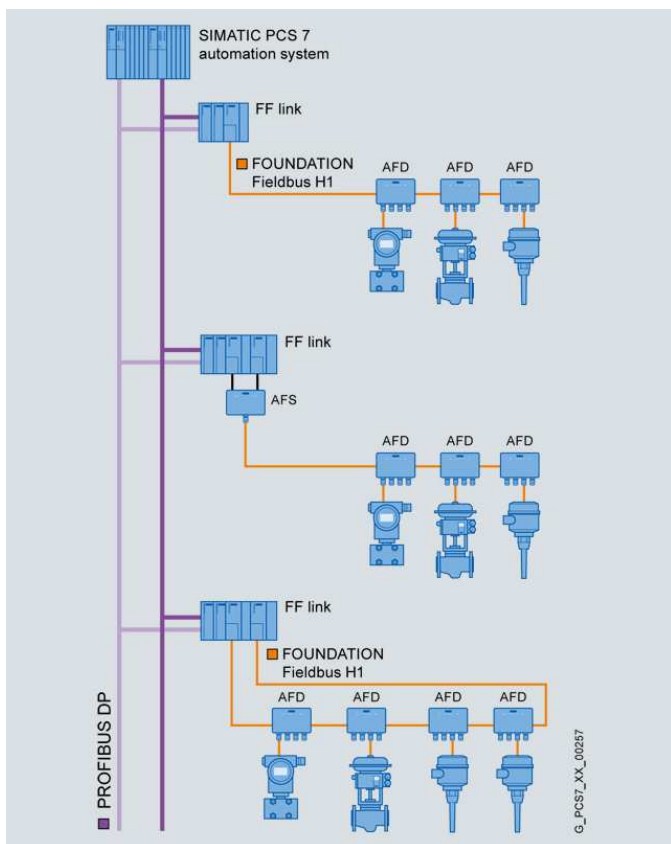 SIMATIC PCS 7
automation system
FF link
FOUNDATION
Fieldbus H1
AFD
AFD
AFD
FF link
AFS
AFD
AFD
AFD
FF link
FOUNDATION
Fieldbus H1
AFD
AFD
AFD
AFD
PROFIBUS DP
G_PCS7_XX_00257